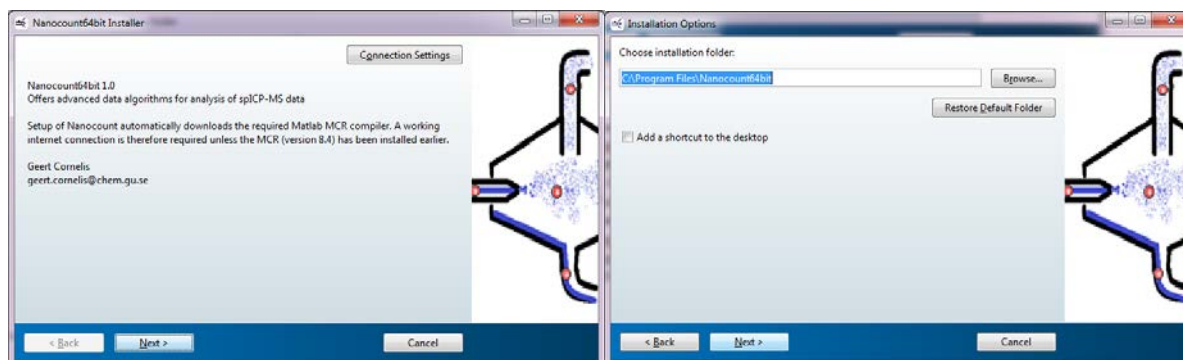 Nanocount64bit Installer
Connection Settings
Nanocount64bit 1.0
Offers advanced data algorithms for analysis of spICP-MS data
Setup of Nanocount automatically downloads the required Matlab MCR compiler. A working
internet connection is therefore required unless the MCR (version 8.4) has been installed earlier.
Geert Cornelis
geert.cornelis@chem.gu.se
< Back
Next >
Cancel
Installation Options
Choose installation folder:
C:\Program Files\Nanocount64bit
Browse...
Restore Default Folder
Add a shortcut to the desktop
< Back
Next >
Cancel